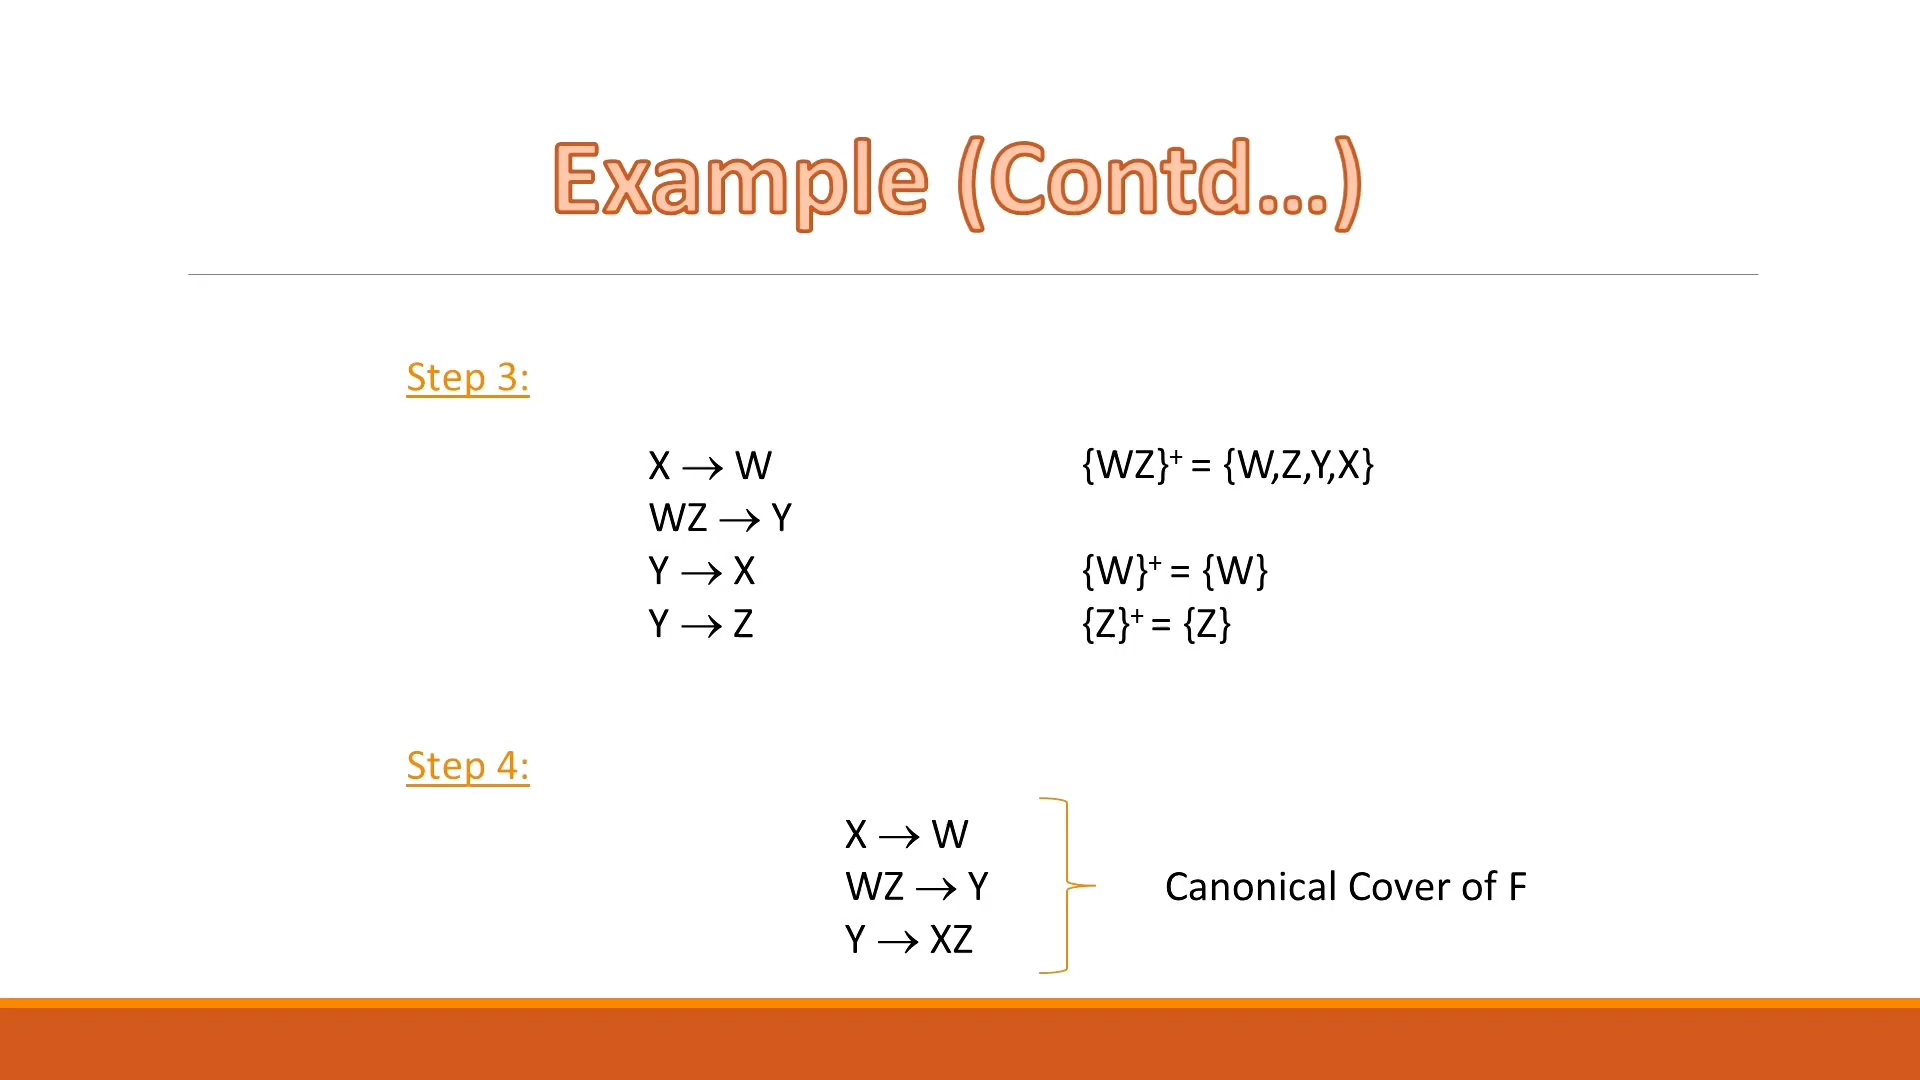 Example (Contd...)
Step 3:
X → W
WZ → Y
Y → X
Y → Z
{WZ}⁺ = {W,Z,Y,X}
{W}⁺ = {W}
{Z}⁺ = {Z}
Step 4:
X → W
WZ → Y
Y → XZ
Canonical Cover of F